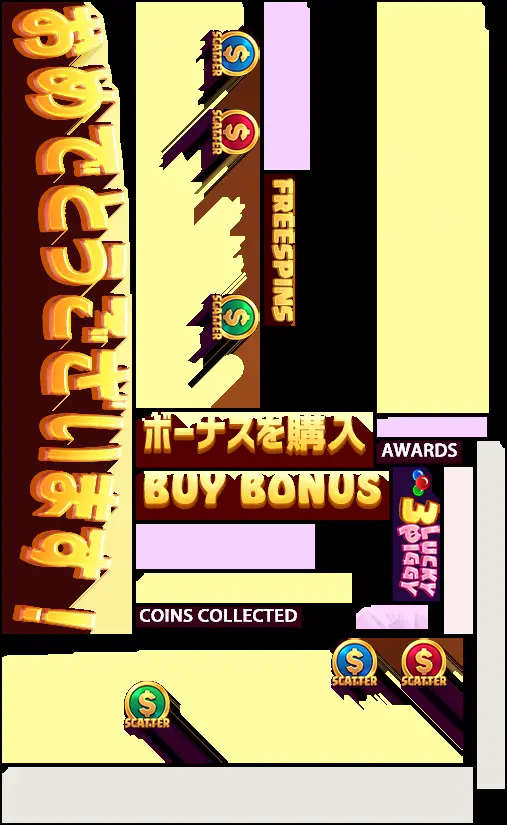 おめでとうございます!
SCATTER
SCATTER
SCATTER
FREESPINS
ボーナスを購入
AWARDS
BUY BONUS
3 LUCKY PIGGY
COINS COLLECTED
SCATTER
SCATTER
SCATTER